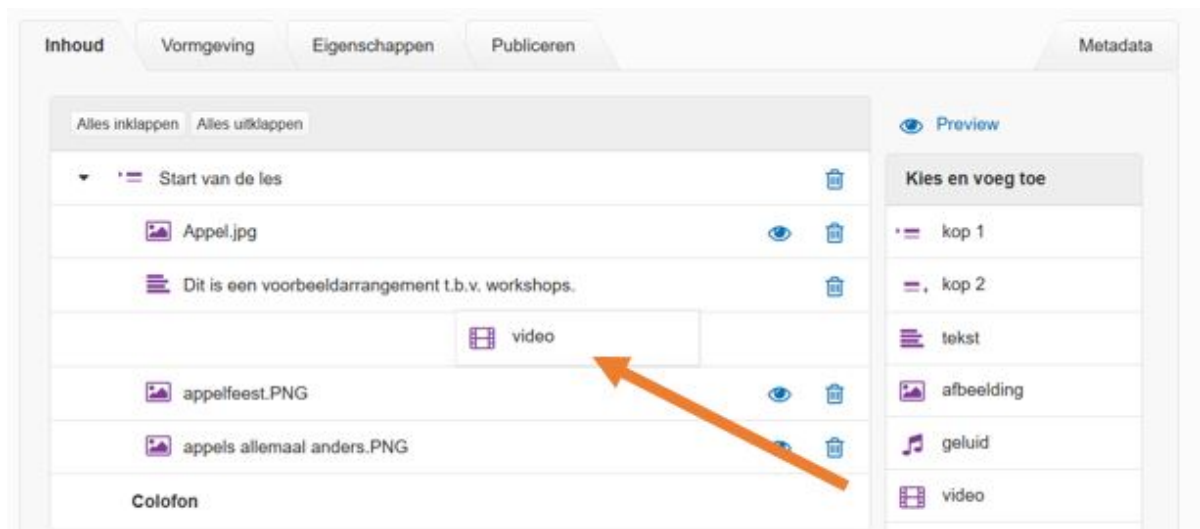 Inhoud Vormgeving Eigenschappen Publiceren Metadata
Alles inklappen Alles uitklappen
Preview
Start van de les
Kies en voeg toe
Appel.jpg
kop 1
Dit is een voorbeeldarrangement t.b.v. workshops.
kop 2
video
tekst
appelfeest.PNG
afbeelding
appels allemaal anders.PNG
geluid
Colofon
video